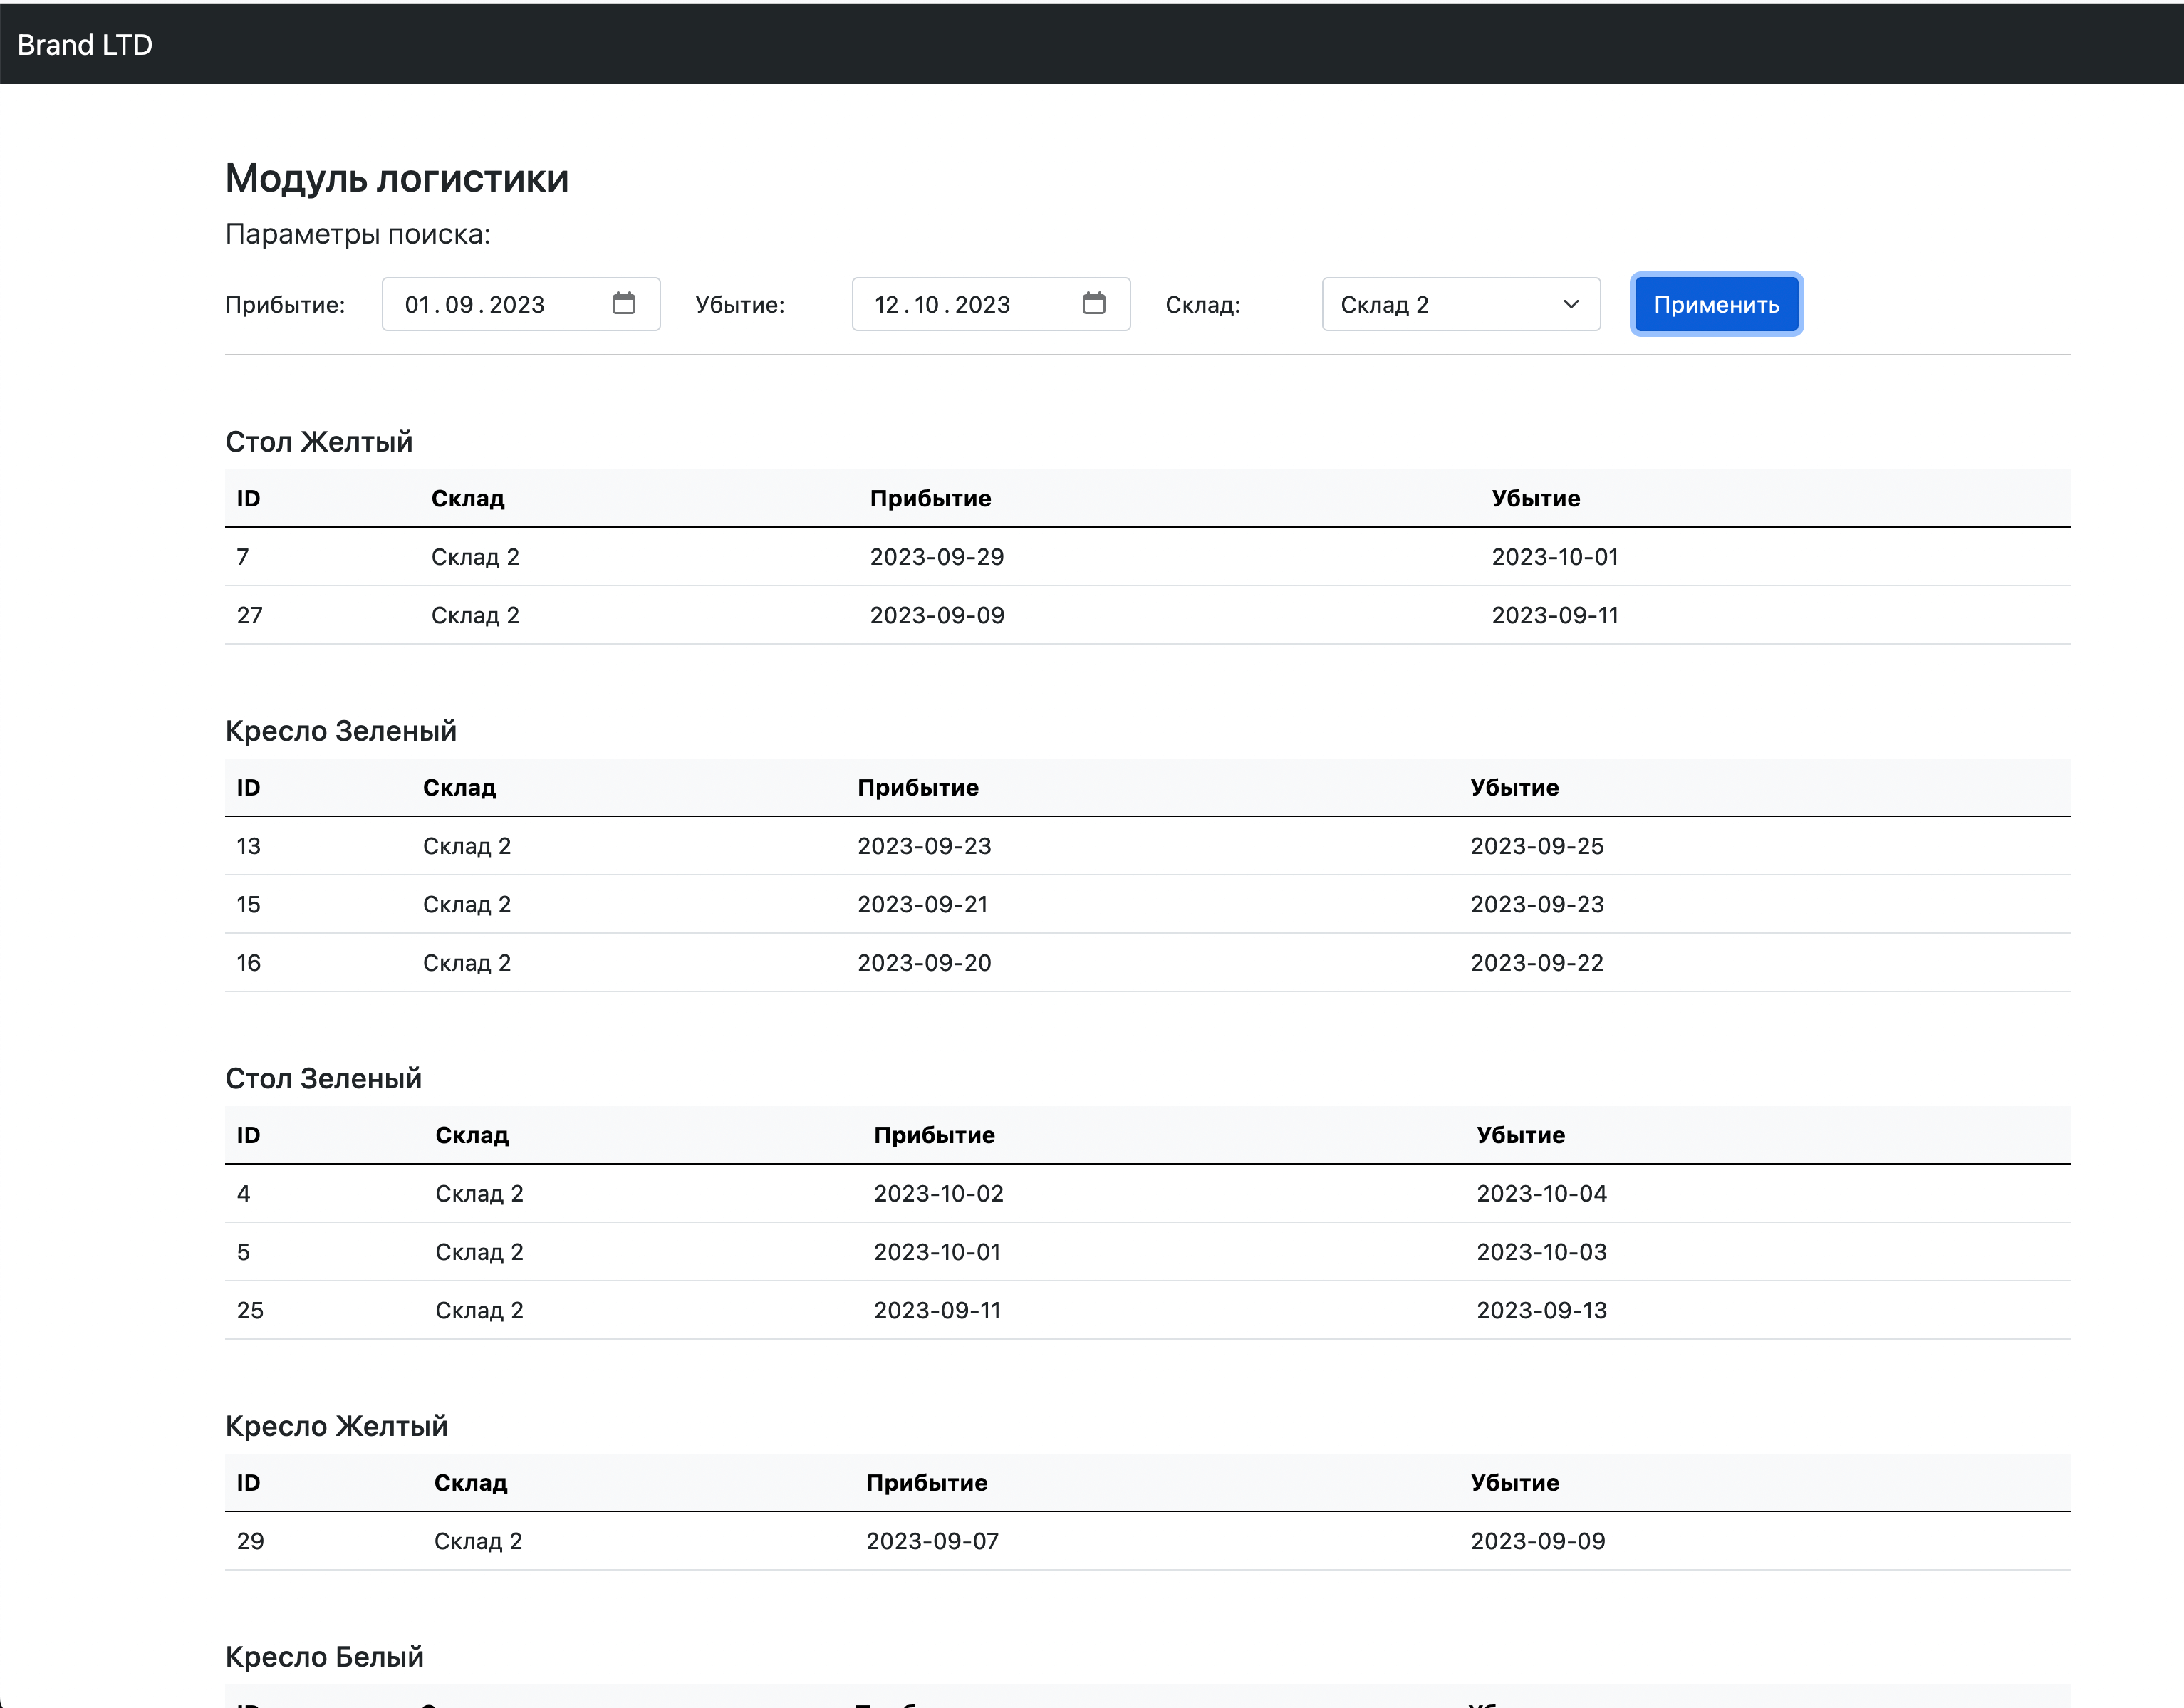 Brand LTD
Модуль логистики
Параметры поиска:
Прибытие: 01.09.2023 Убытие: 12.10.2023 Склад: Склад 2 Применить
Стол Желтый
ID Склад Прибытие Убытие
7 Склад 2 2023-09-29 2023-10-01
27 Склад 2 2023-09-09 2023-09-11
Кресло Зеленый
ID Склад Прибытие Убытие
13 Склад 2 2023-09-23 2023-09-25
15 Склад 2 2023-09-21 2023-09-23
16 Склад 2 2023-09-20 2023-09-22
Стол Зеленый
ID Склад Прибытие Убытие
4 Склад 2 2023-10-02 2023-10-04
5 Склад 2 2023-10-01 2023-10-03
25 Склад 2 2023-09-11 2023-09-13
Кресло Желтый
ID Склад Прибытие Убытие
29 Склад 2 2023-09-07 2023-09-09
Кресло Белый